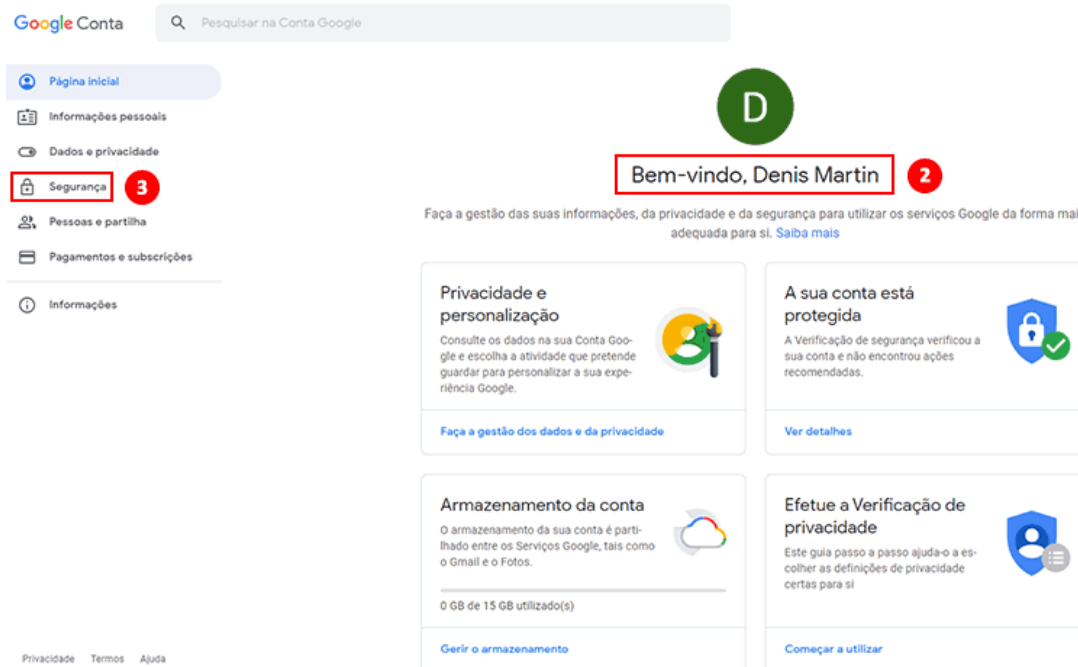 Google Conta
Pesquisar na Conta Google
Página inicial
Informações pessoais
Dados e privacidade
Segurança
3
Pessoas e partilha
Pagamentos e subscrições
Informações
D
Bem-vindo, Denis Martin
2
Faça a gestão das suas informações, da privacidade e da segurança para utilizar os serviços Google da forma mai
adequada para si. Saiba mais
Privacidade e
personalização
Consulte os dados na sua Conta Goo-
gle e escolha a atividade que pretende
guardar para personalizar a sua expe-
riência Google.
Faça a gestão dos dados e da privacidade
A sua conta está
protegida
A Verificação de segurança verificou a
sua conta e não encontrou ações
recomendadas.
Ver detalhes
Armazenamento da conta
O armazenamento da sua conta é parti-
lhado entre os Serviços Google, tais como
o Gmail e o Fotos.
0 GB de 15 GB utilizado(s)
Gerir o armazenamento
Efetue a Verificação de
privacidade
Este guia passo a passo ajuda-o a es-
colher as definições de privacidade
certas para si
Começar a utilizar
Privacidade Termos Ajuda